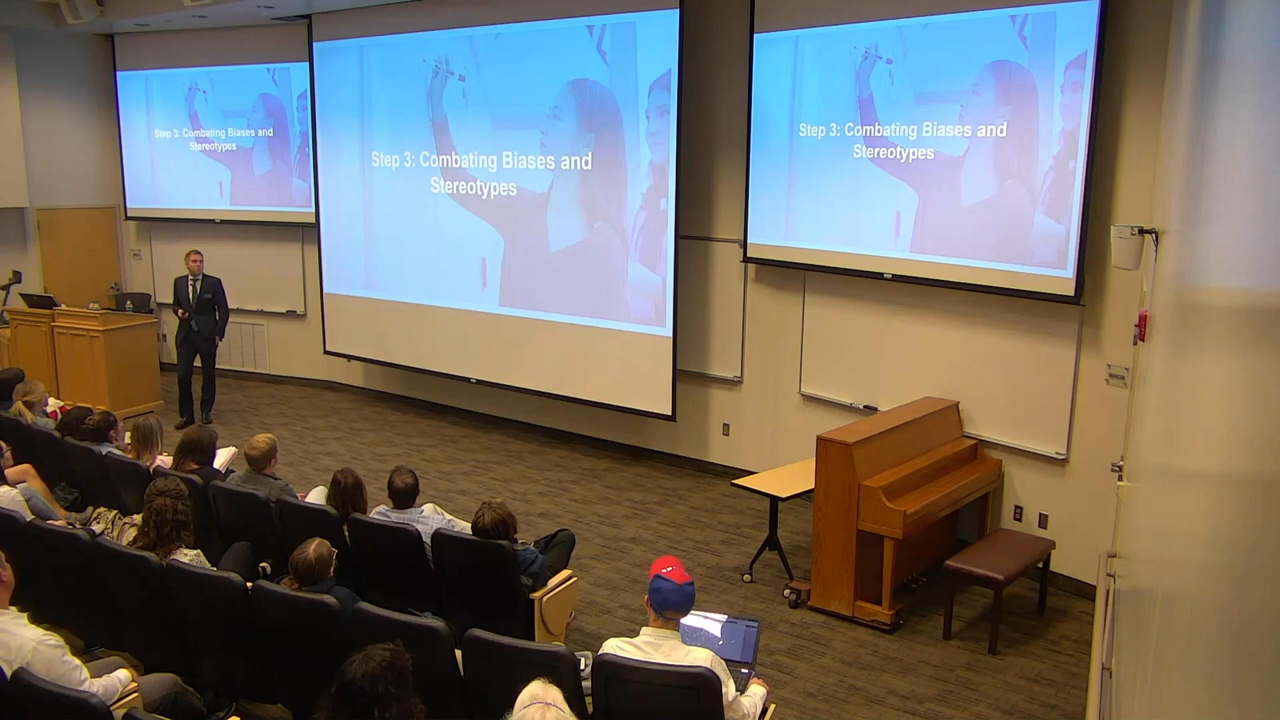 Step 3: Combating Biases and
Stereotypes
Step 3: Combating Biases and
Stereotypes
Step 3: Combating Biases and
Stereotypes